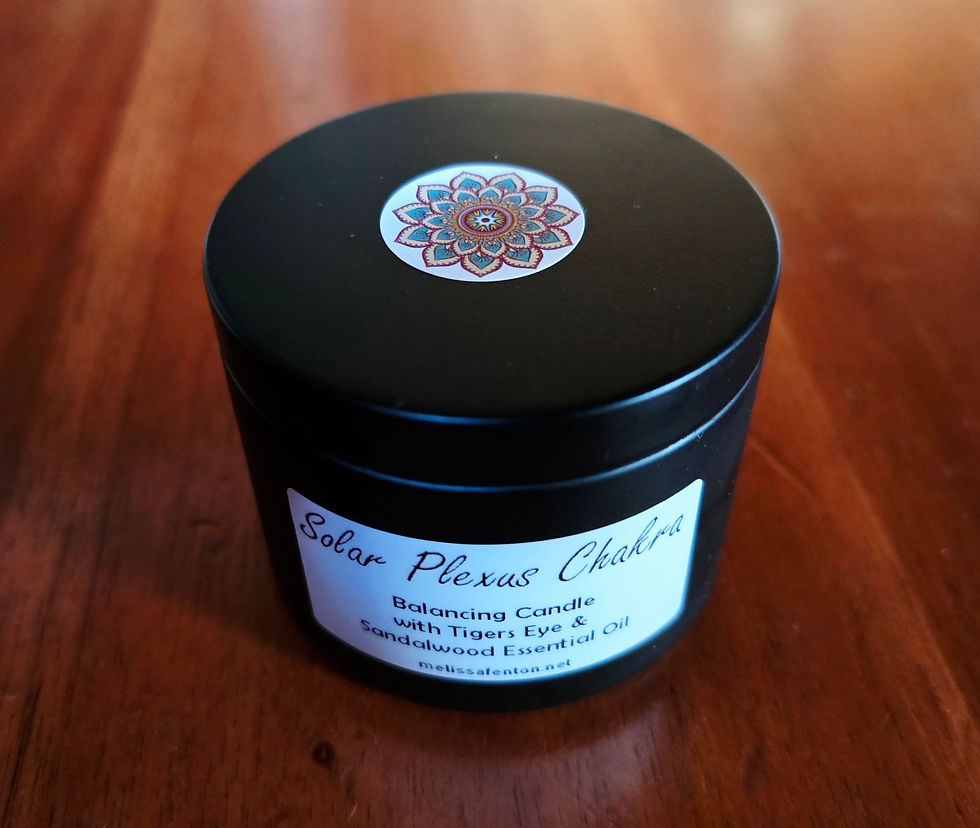 Solar Plexus Chakra
Balancing Candle
with Tigers Eye &
Sandalwood Essential Oil
melissafenton.net